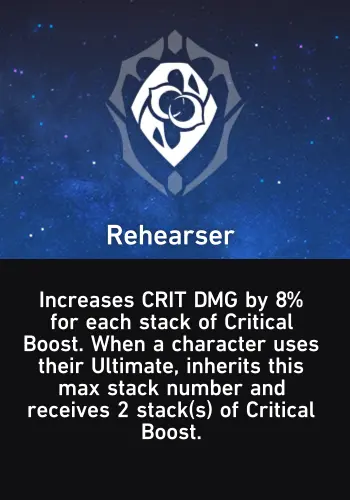 Rehearser
Increases CRIT DMG by 8%
for each stack of Critical
Boost. When a character uses
their Ultimate, inherits this
max stack number and
receives 2 stack(s) of Critical
Boost.